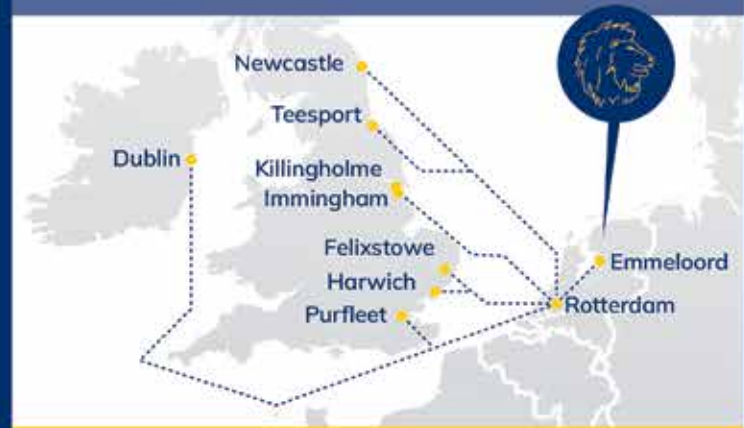 Newcastle
Teesport
Dublin
Killingholme
Immingham
Felixstowe
Emmeloord
Harwich
Rotterdam
Purfleet